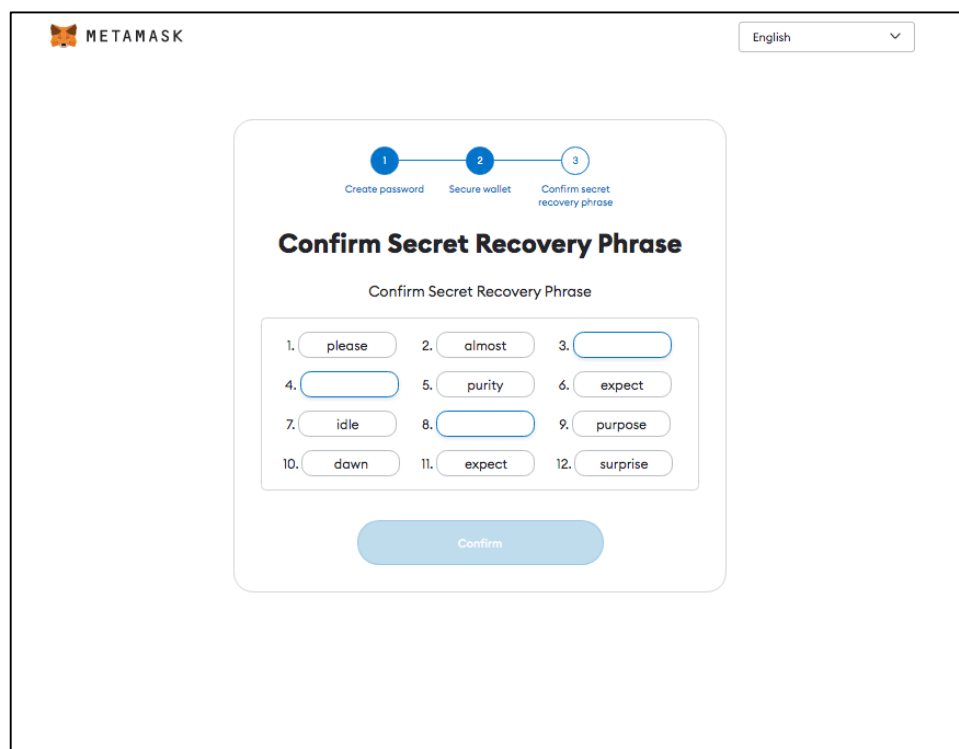 METAMASK
English
1 2 3
Create password Secure wallet Confirm secret
recovery phrase
Confirm Secret Recovery Phrase
Confirm Secret Recovery Phrase
1. please 2. almost 3.
4. 5. purity 6. expect
7. idle 8. 9. purpose
10. dawn 11. expect 12. surprise
Confirm